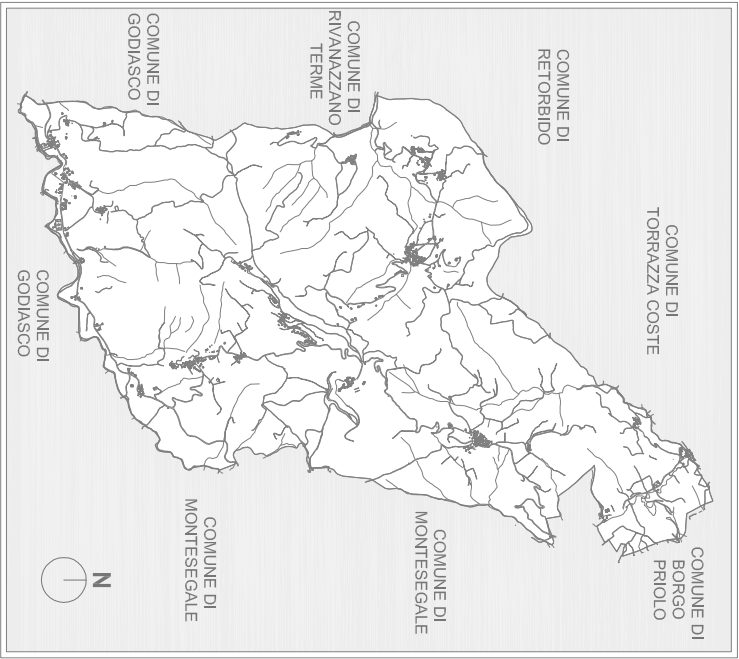 COMUNE DI
GODIASCO
COMUNE DI
RIVANAZZANO
TERME
COMUNE DI
RETORBIDO
COMUNE DI
TORRAZZA COSTE
COMUNE DI
GODIASCO
COMUNE DI
MONTESEGALE
COMUNE DI
MONTESEGALE
COMUNE DI
BORGO
PRIOLO
N